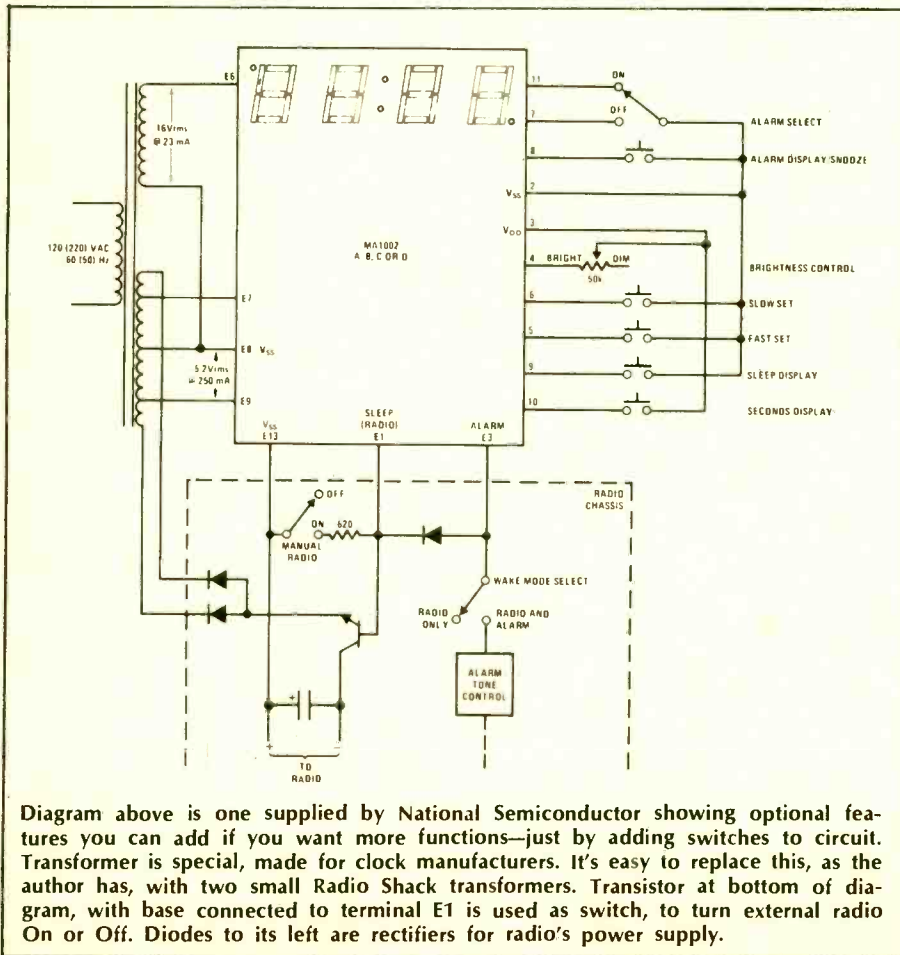 E6
11
ON
16Vrms
@ 23 mA
7
OFF
ALARM SELECT
8
ALARM DISPLAY/SNOOZE
VSS 2
VDD 3
120 (220) VAC
60 (50) Hz
MA1002
A, B, C OR D
4 BRIGHT DIM
50k
BRIGHTNESS CONTROL
E7
6
SLOW SET
E8 VSS
5
FAST SET
5.2Vrms
@ 250 mA
9
SLEEP DISPLAY
E9
10
SECONDS DISPLAY
VSS
E13
SLEEP
(RADIO)
E1
ALARM
E3
RADIO
CHASSIS
OFF
ON 620
MANUAL
RADIO
WAKE MODE SELECT
RADIO
ONLY
RADIO AND
ALARM
ALARM
TONE
CONTROL
+
+ −
TO
RADIO
Diagram above is one supplied by National Semiconductor showing optional fea-
tures you can add if you want more functions—just by adding switches to circuit.
Transformer is special, made for clock manufacturers. It's easy to replace this, as the
author has, with two small Radio Shack transformers. Transistor at bottom of dia-
gram, with base connected to terminal E1 is used as switch, to turn external radio
On or Off. Diodes to its left are rectifiers for radio's power supply.